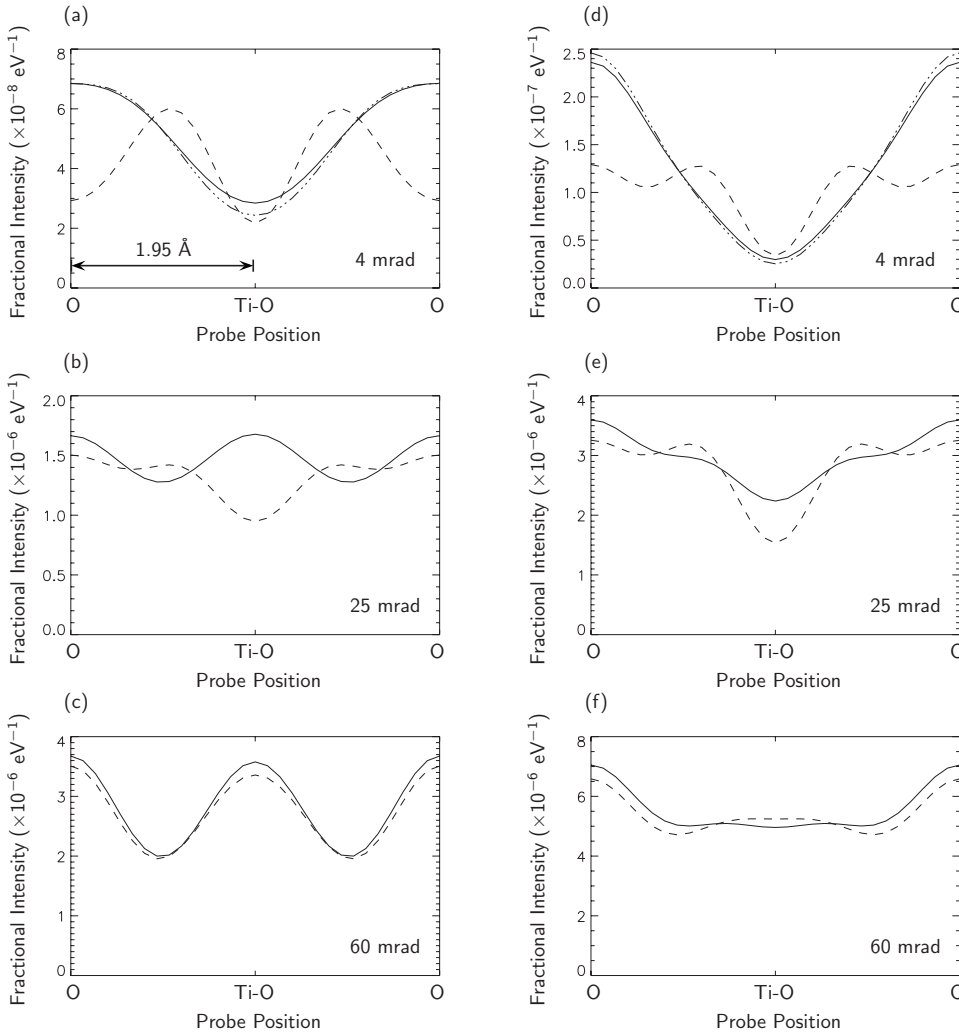 (a)
Fractional Intensity (×10⁻⁸ eV⁻¹)
8
6
4
2
0
1.95 Å
4 mrad
O Ti-O O
Probe Position
(d)
Fractional Intensity (×10⁻⁷ eV⁻¹)
2.5
2.0
1.5
1.0
0.5
0.0
4 mrad
O Ti-O O
Probe Position
(b)
Fractional Intensity (×10⁻⁶ eV⁻¹)
2.0
1.5
1.0
0.5
0.0
25 mrad
O Ti-O O
Probe Position
(e)
Fractional Intensity (×10⁻⁶ eV⁻¹)
4
3
2
1
0
25 mrad
O Ti-O O
Probe Position
(c)
Fractional Intensity (×10⁻⁶ eV⁻¹)
4
3
2
1
0
60 mrad
O Ti-O O
Probe Position
(f)
Fractional Intensity (×10⁻⁶ eV⁻¹)
8
6
4
2
0
60 mrad
O Ti-O O
Probe Position